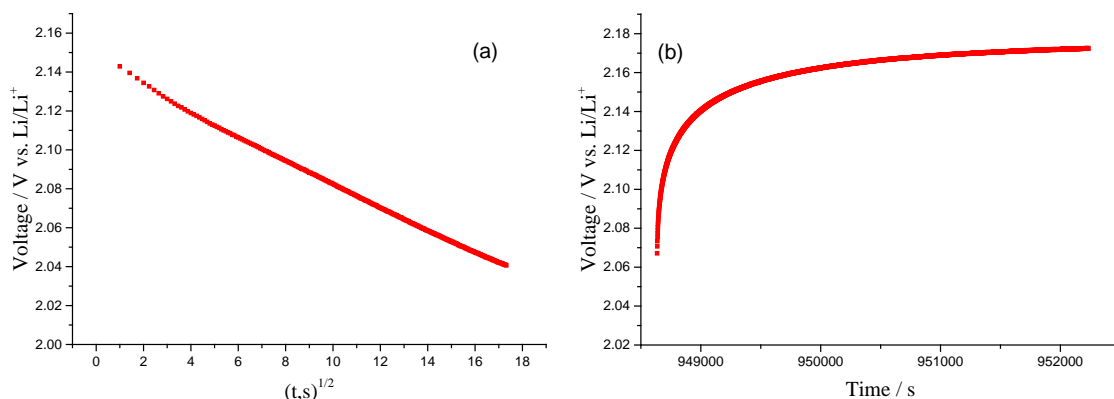 2.16
2.14
2.12
2.10
2.08
2.06
2.04
2.02
2.00
0 2 4 6 8 10 12 14 16 18
Voltage / V vs. Li/Li+
(t,s)1/2
(a)
2.18
2.16
2.14
2.12
2.10
2.08
2.06
2.04
2.02
949000 950000 951000 952000
Voltage / V vs. Li/Li+
Time / s
(b)